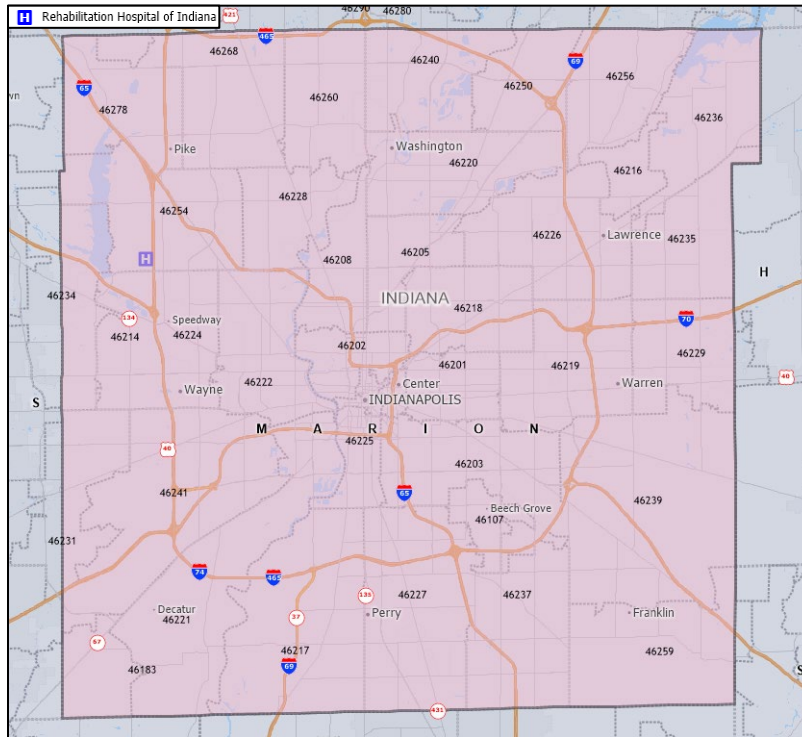 H Rehabilitation Hospital of Indiana
421
46290
46280
46268
465
46240
69
65
46250
46256
46278
46260
46236
Pike
Washington
46220
46216
46228
46254
46226
Lawrence
46235
46205
46208
H
H
46234
INDIANA
46218
134
Speedway
70
46214
46224
46202
46201
46219
46229
40
Wayne
46222
Center
Warren
S
INDIANAPOLIS
M A R I O N
46225
40
46203
46241
65
46239
Beech Grove
46107
46231
74
465
135
46227
46237
Decatur
46221
37
Perry
Franklin
67
46217
46259
46183
69
S
431